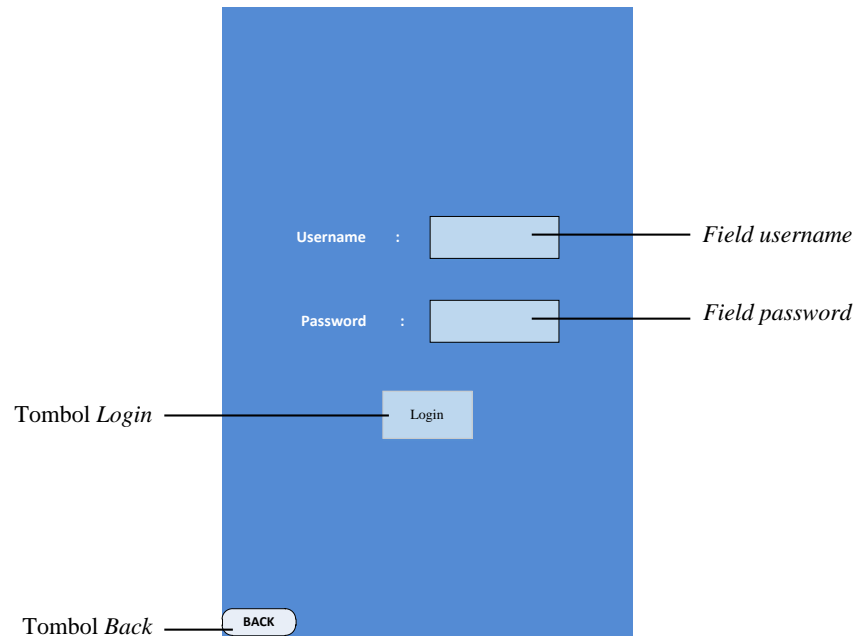 Username :
Field username
Password :
Field password
Tombol Login
Login
Tombol Back
BACK